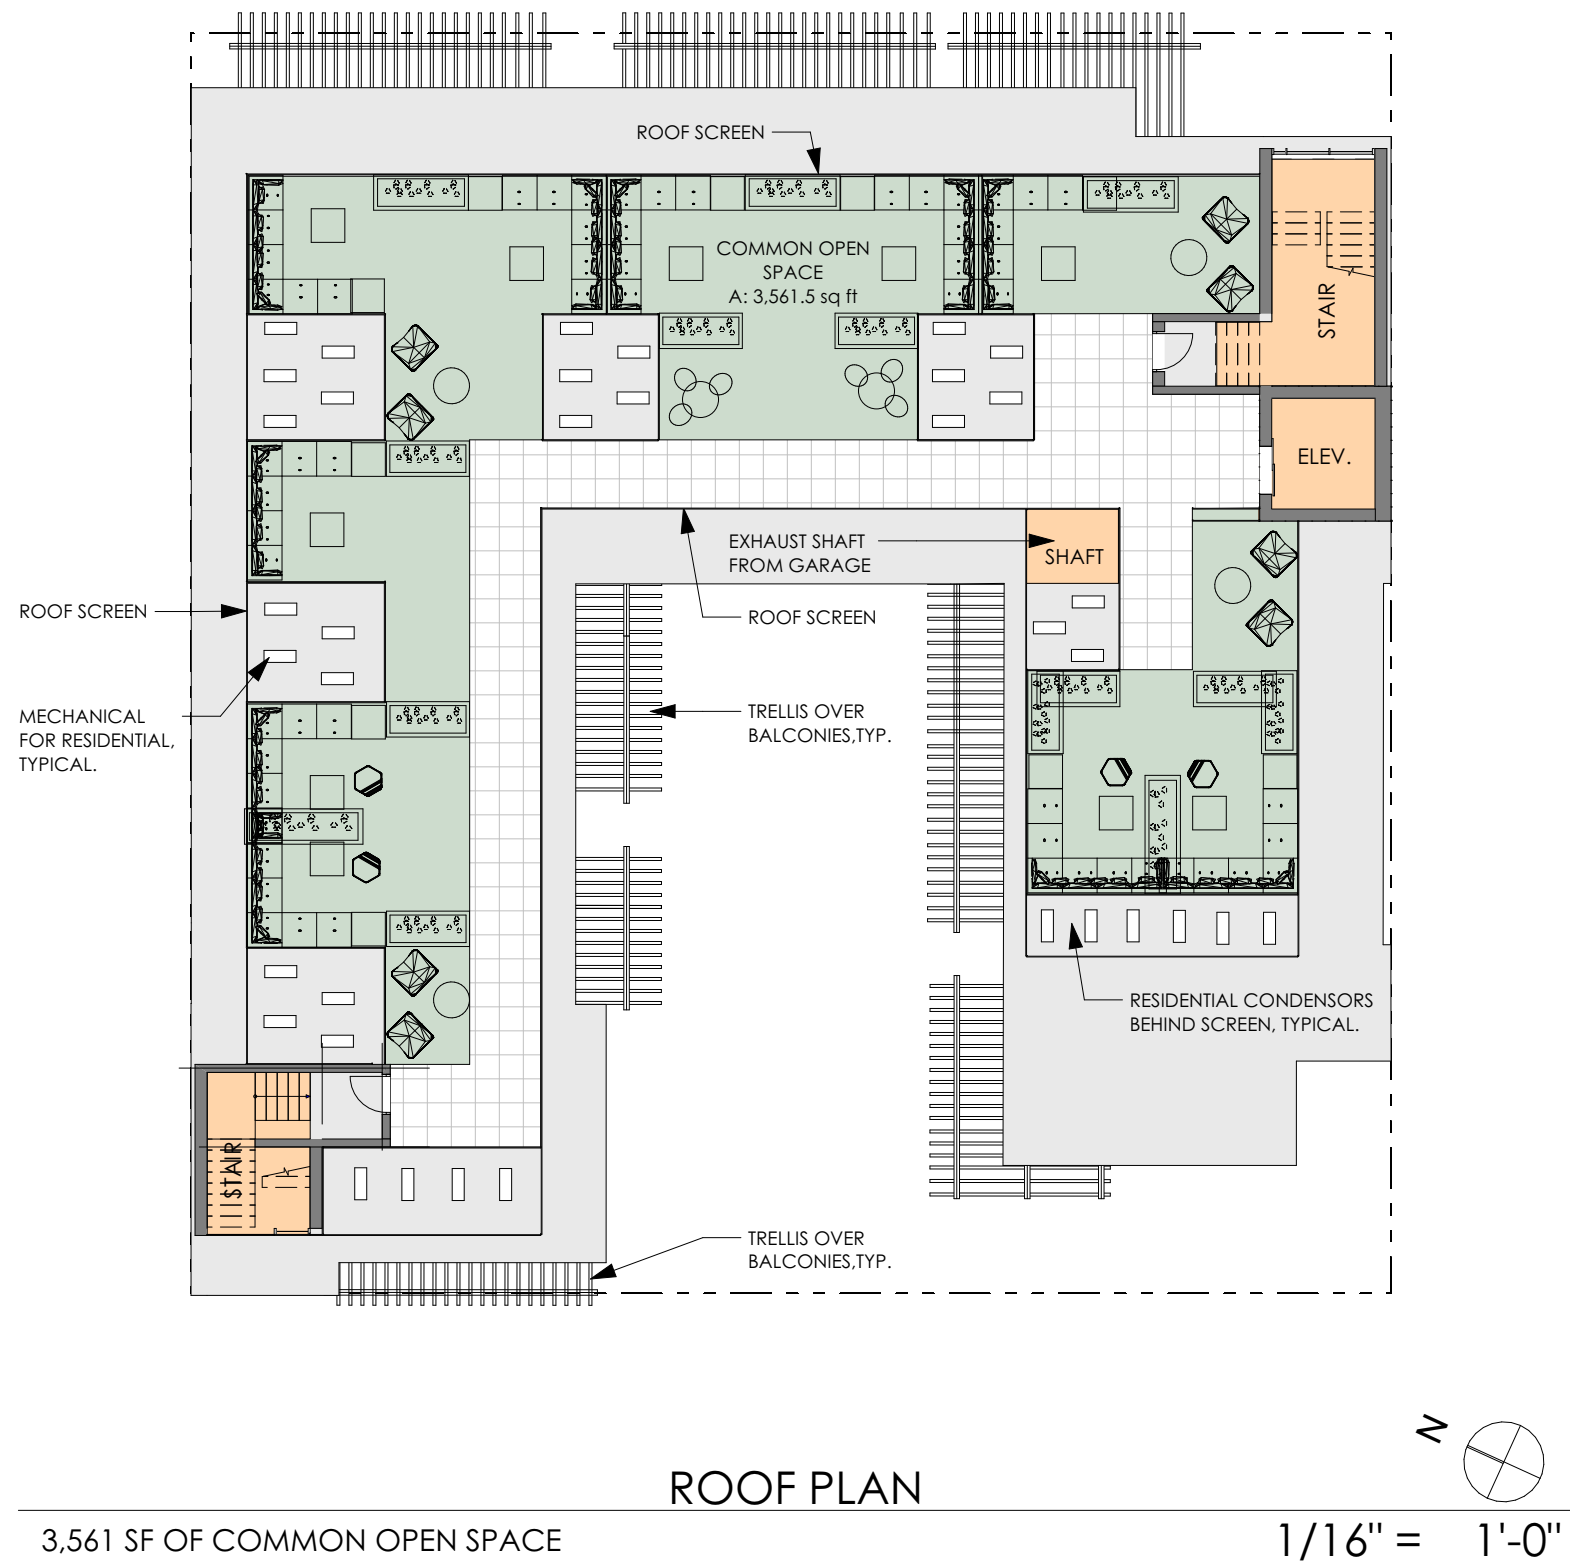 ROOF SCREEN
COMMON OPEN
SPACE
A: 3,561.5 sq ft
STAIR
ELEV.
EXHAUST SHAFT
FROM GARAGE
SHAFT
ROOF SCREEN
ROOF SCREEN
MECHANICAL
FOR RESIDENTIAL,
TYPICAL.
TRELLIS OVER
BALCONIES,TYP.
RESIDENTIAL CONDENSORS
BEHIND SCREEN, TYPICAL.
STAIR
TRELLIS OVER
BALCONIES,TYP.
N
ROOF PLAN
3,561 SF OF COMMON OPEN SPACE
1/16" = 1'-0"